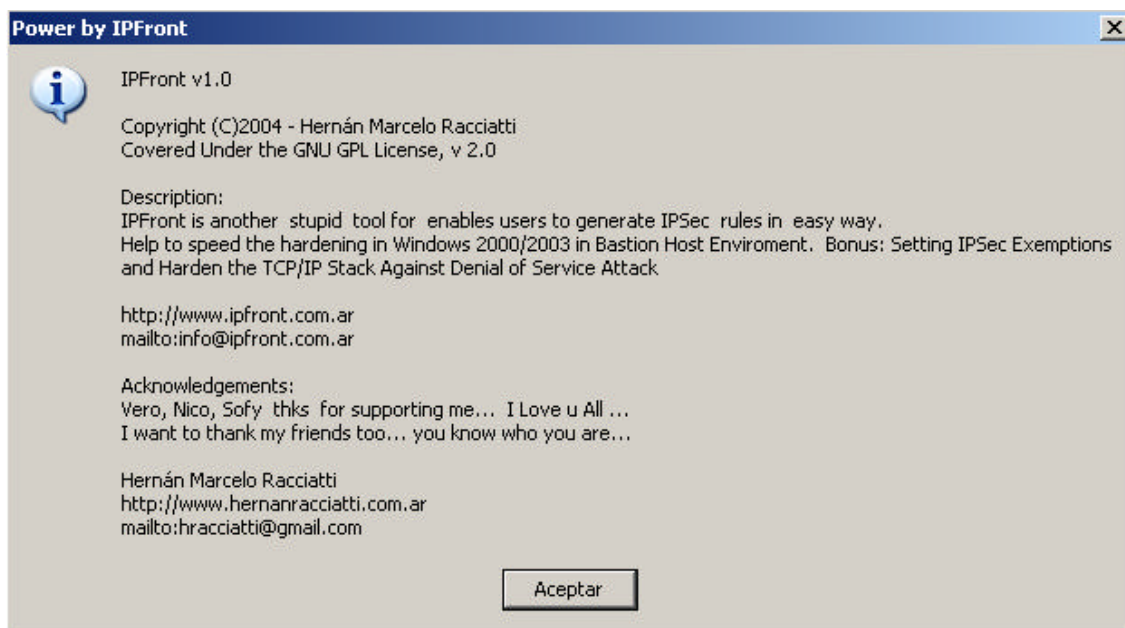 Power by IPFront
IPFront v1.0
Copyright (C)2004 - Hernán Marcelo Racciatti
Covered Under the GNU GPL License, v 2.0
Description:
IPFront is another stupid tool for enables users to generate IPSec rules in easy way.
Help to speed the hardening in Windows 2000/2003 in Bastion Host Enviroment. Bonus: Setting IPSec Exemptions
and Harden the TCP/IP Stack Against Denial of Service Attack
http://www.ipfront.com.ar
mailto:info@ipfront.com.ar
Acknowledgements:
Vero, Nico, Sofy thks for supporting me... I Love u All ...
I want to thank my friends too... you know who you are...
Hernán Marcelo Racciatti
http://www.hernanracciatti.com.ar
mailto:hracciatti@gmail.com
Aceptar